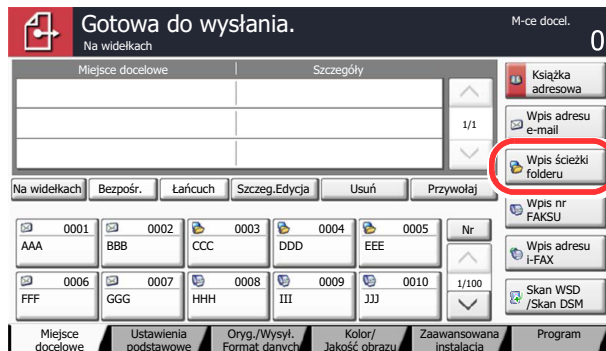 Gotowa do wysłania.
Na widełkach
M-ce docel.
0
Miejsce docelowe
Szczegóły
1/1
Książka
adresowa
Wpis adresu
e-mail
Wpis ścieżki
folderu
Wpis nr
FAKSU
Wpis adresu
i-FAX
Skan WSD
/Skan DSM
Na widełkach Bezpośr. Łańcuch Szczeg.Edycja Usuń Przywołaj
0001 0002 0003 0004 0005 Nr
AAA BBB CCC DDD EEE
0006 0007 0008 0009 0010 1/100
FFF GGG HHH III JJJ
Miejsce
docelowe
Ustawienia
podstawowe
Oryg./Wysył.
Format danych
Kolor/
Jakość obrazu
Zaawansowana
instalacja
Program